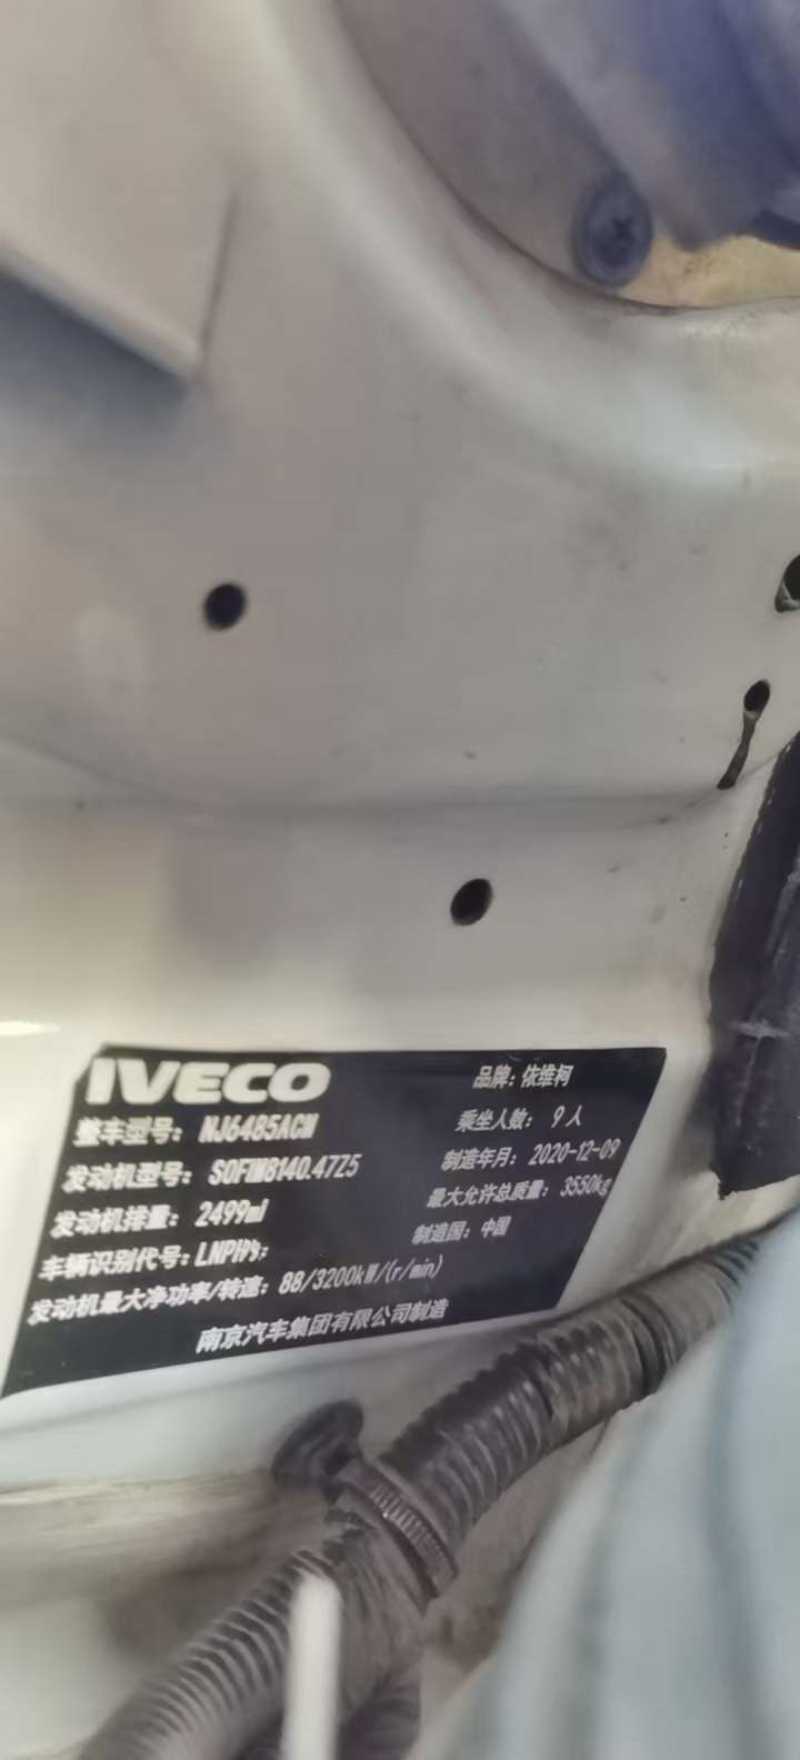 IVECO
品牌：依维柯
整车型号：NJ6485ACM
乘坐人数：9人
发动机型号：SOFIM8140.47Z5
制造年月：2020-12-09
发动机排量：2499ml
最大允许总质量：3550kg
车辆识别代号：
制造国：中国
发动机最大净功率/转速：88/3200kW/(r/min)
南京汽车集团有限公司制造